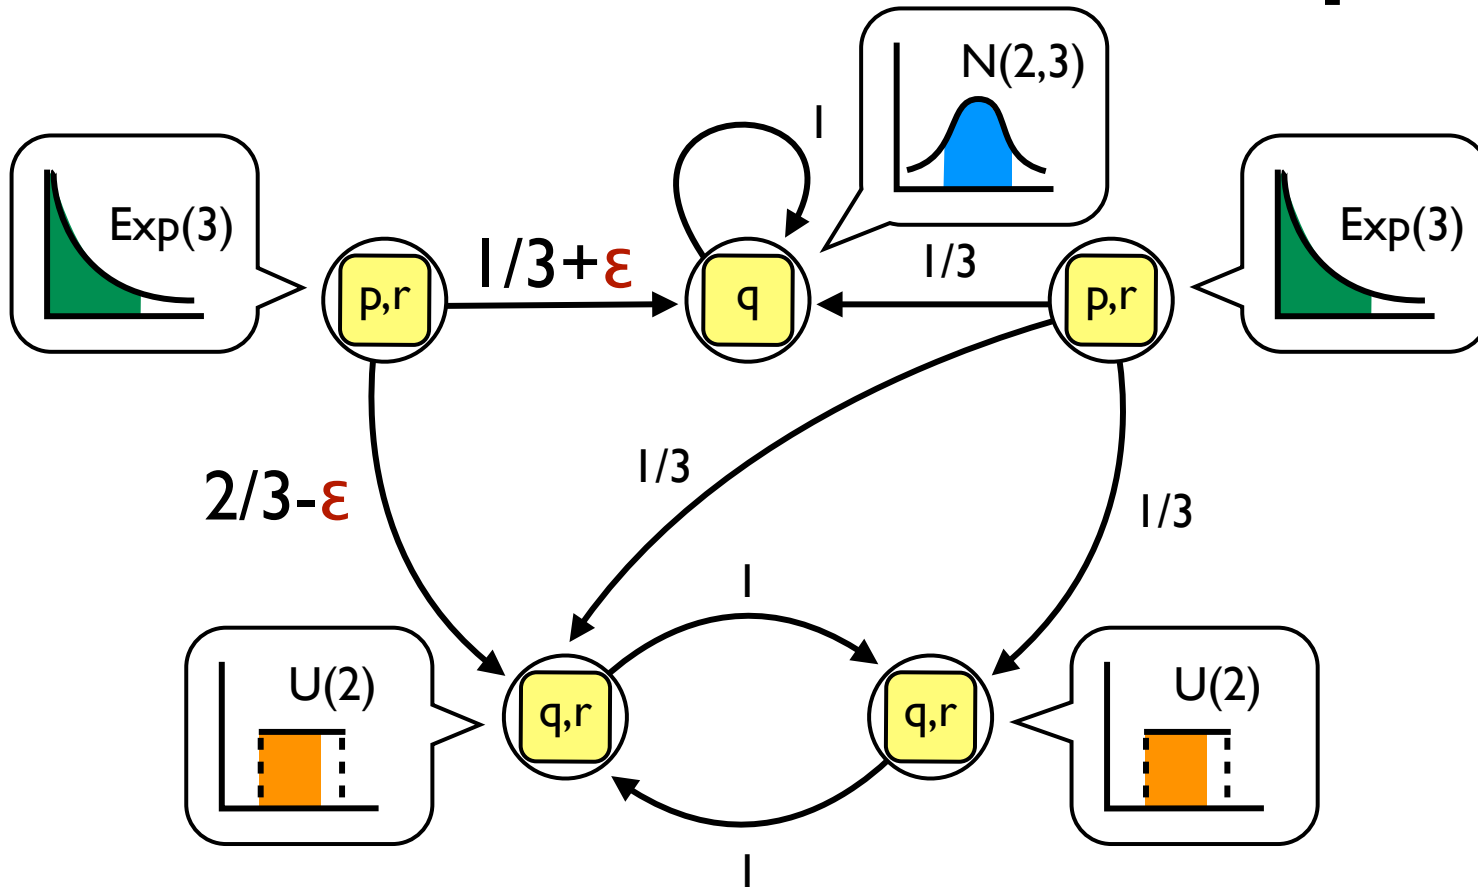 N(2,3)
1
Exp(3)
Exp(3)
1/3+ε
1/3
p,r
q
p,r
1/3
2/3-ε
1/3
1
U(2)
U(2)
q,r
q,r
1